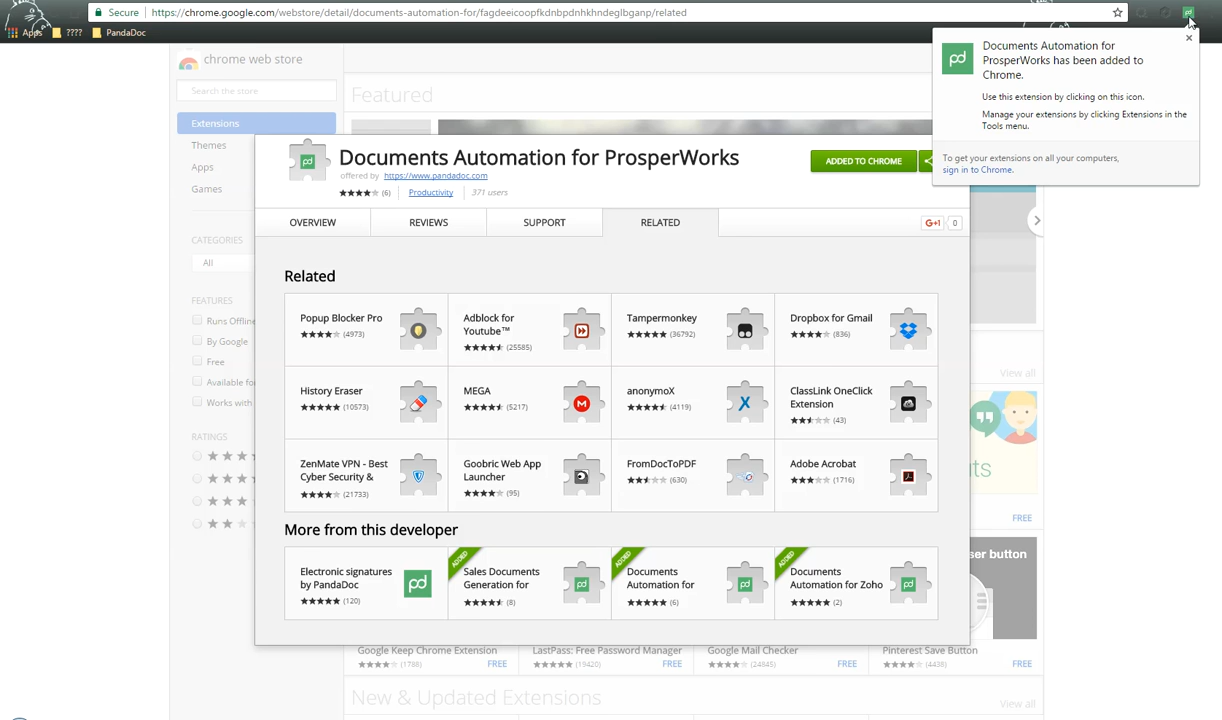 Secure https://chrome.google.com/webstore/detail/documents-automation-for/fagdeeicoopfkdnbpdnhkhndeglbganp/related
Apps ???? PandaDoc
Documents Automation for
ProsperWorks has been added to
Chrome.
Use this extension by clicking on this icon.
Manage your extensions by clicking Extensions in the
Tools menu.
To get your extensions on all your computers,
sign in to Chrome.
chrome web store
Search the store
Extensions
Themes
Apps
Games
CATEGORIES
All
FEATURES
Runs Offline
By Google
Free
Available for
Works with
RATINGS
Featured
pd
Documents Automation for ProsperWorks
offered by https://www.pandadoc.com
(6) Productivity 371 users
ADDED TO CHROME
OVERVIEW REVIEWS SUPPORT RELATED
G+1 0
Related
Popup Blocker Pro
(4973)
Adblock for
Youtube™
(25585)
Tampermonkey
(36792)
Dropbox for Gmail
(836)
History Eraser
(10573)
MEGA
(5217)
anonymoX
(4119)
ClassLink OneClick
Extension
(43)
ZenMate VPN - Best
Cyber Security &
(21733)
Goobric Web App
Launcher
(95)
FromDocToPDF
(630)
Adobe Acrobat
(1716)
More from this developer
Electronic signatures
by PandaDoc
(120)
pd
ADDED
Sales Documents
Generation for
(8)
pd
ADDED
Documents
Automation for
(6)
pd
ADDED
Documents
Automation for Zoho
(2)
pd
View all
uts
FREE
ser button
Google Keep Chrome Extension
(1788) FREE
LastPass: Free Password Manager
(19420) FREE
Google Mail Checker
(24845) FREE
Pinterest Save Button
(4438) FREE
New & Updated Extensions
View all